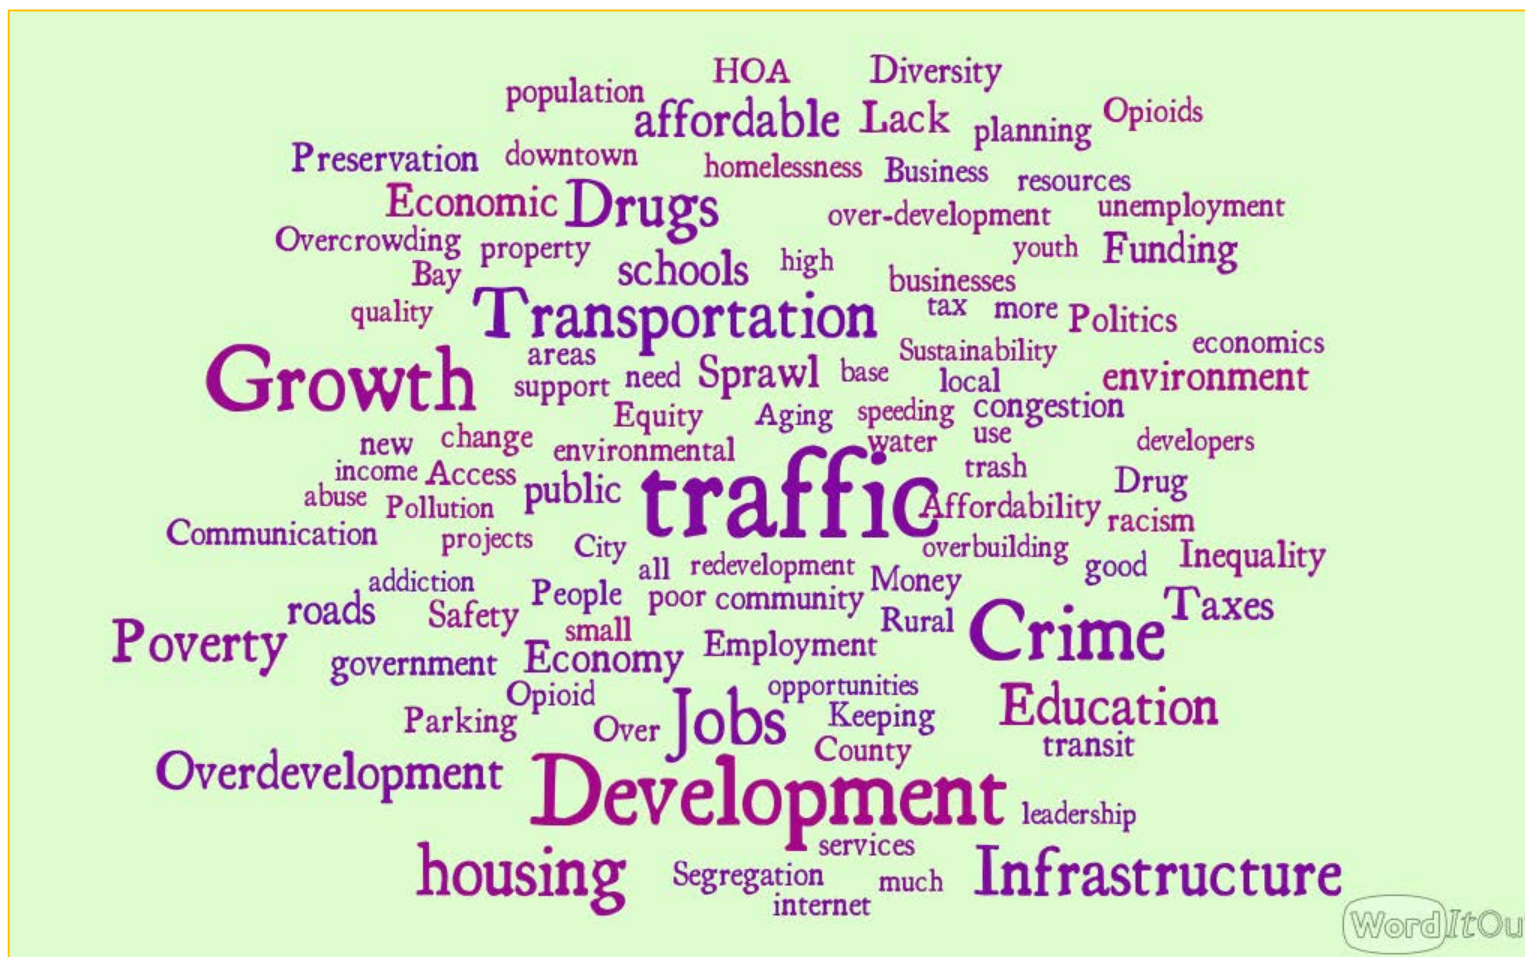 HOA Diversity
population
affordable Lack planning Opioids
Preservation downtown homelessness Business resources
Economic Drugs over-development unemployment
Overcrowding property schools high youth Funding
Bay businesses
quality Transportation tax more Politics
areas Sustainability economics
Growth support need Sprawl base local environment
Equity Aging speeding congestion
new change environmental water use developers
income Access trash
abuse Pollution public traffic Affordability Drug
Communication projects City racism
overbuilding good Inequality
addiction all redevelopment Money
roads Safety People poor community Rural Crime Taxes
Poverty small
government Economy Employment
Opioid opportunities
Parking Over Jobs Keeping Education
County transit
Overdevelopment Development leadership
services
housing Segregation much Infrastructure
internet
WordItOu